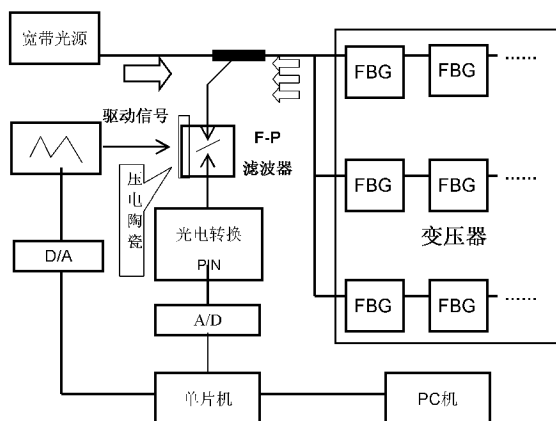 宽带光源
FBG FBG ……
驱动信号
F-P
滤波器
压电陶瓷
FBG FBG ……
光电转换
PIN
变压器
D/A
A/D
FBG FBG ……
单片机
PC机